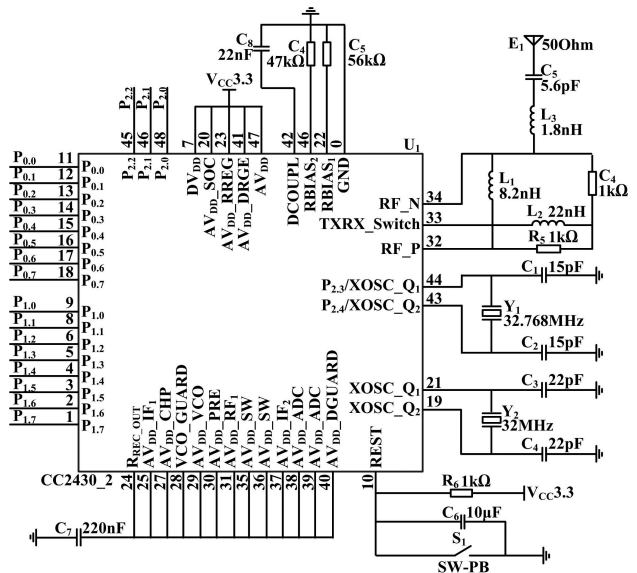 C8
22nF
C4
47kΩ
C5
56kΩ
E1
50Ohm
C5
5.6pF
L3
1.8nH
VCC3.3
P2.2
P2.1
P2.0
45
46
48
7
20
23
41
47
42
46
22
0
U1
P2.2
P2.1
P2.0
DVDD
AVDD_SOC
AVDD_RREG
AVDD_DRGE
AVDD
DCOUPL
RBIAS2
RBIAS1
GND
P0.0 11 P0.0
P0.1 12 P0.1
P0.2 13 P0.2
P0.3 14 P0.3
P0.4 15 P0.4
P0.5 16 P0.5
P0.6 17 P0.6
P0.7 18 P0.7
P1.0 9 P1.0
P1.1 8 P1.1
P1.2 6 P1.2
P1.3 5 P1.3
P1.4 4 P1.4
P1.5 3 P1.5
P1.6 2 P1.6
P1.7 1 P1.7
RF_N 34
TXRX_Switch 33
RF_P 32
L1
8.2nH
C4
1kΩ
L2 22nH
R5 1kΩ
P2.3/XOSC_Q1 44
P2.4/XOSC_Q2 43
C1 15pF
Y1
32.768MHz
C2 15pF
XOSC_Q1 21
XOSC_Q2 19
C3 22pF
Y2
32MHz
C4 22pF
RREC_OUT
AVDD_IF1
AVDD_CHP
VCO_GUARD
AVDD_VCO
AVDD_PRE
AVDD_RF1
AVDD_SW
AVDD_SW
AVDD_IF2
AVDD_ADC
AVDD_ADC
AVDD_DGUARD
REST
CC2430_2
24
25
27
28
29
30
31
35
36
37
38
39
40
10
C7 220nF
R6 1kΩ
VCC3.3
C6 10μF
S1
SW-PB